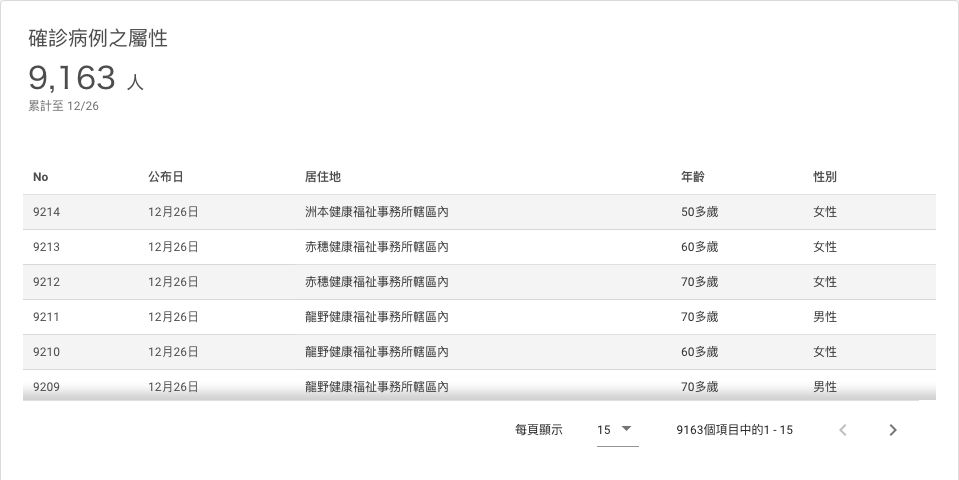 確診病例之屬性
9,163 人
累計至 12/26
No 公布日 居住地 年齡 性別
9214 12月26日 洲本健康福祉事務所轄區內 50多歲 女性
9213 12月26日 赤穗健康福祉事務所轄區內 60多歲 女性
9212 12月26日 赤穗健康福祉事務所轄區內 70多歲 女性
9211 12月26日 龍野健康福祉事務所轄區內 70多歲 男性
9210 12月26日 龍野健康福祉事務所轄區內 60多歲 女性
9209 12月26日 龍野健康福祉事務所轄區內 70多歲 男性
每頁顯示 15 9163個項目中的1 - 15